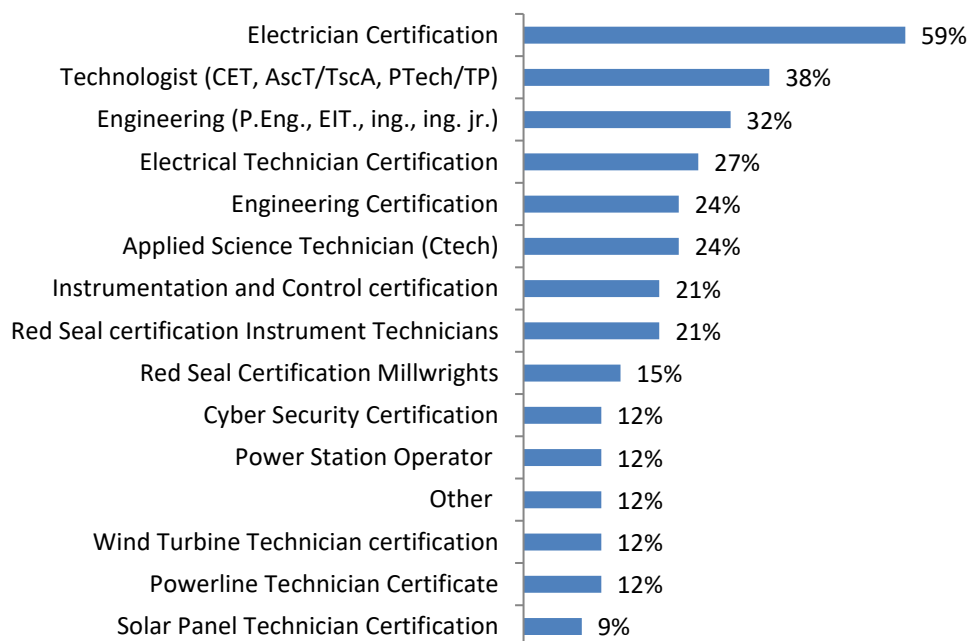 Electrician Certification 59%
Technologist (CET, AscT/TscA, PTech/TP) 38%
Engineering (P.Eng., EIT., ing., ing. jr.) 32%
Electrical Technician Certification 27%
Engineering Certification 24%
Applied Science Technician (Ctech) 24%
Instrumentation and Control certification 21%
Red Seal certification Instrument Technicians 21%
Red Seal Certification Millwrights 15%
Cyber Security Certification 12%
Power Station Operator 12%
Other 12%
Wind Turbine Technician certification 12%
Powerline Technician Certificate 12%
Solar Panel Technician Certification 9%